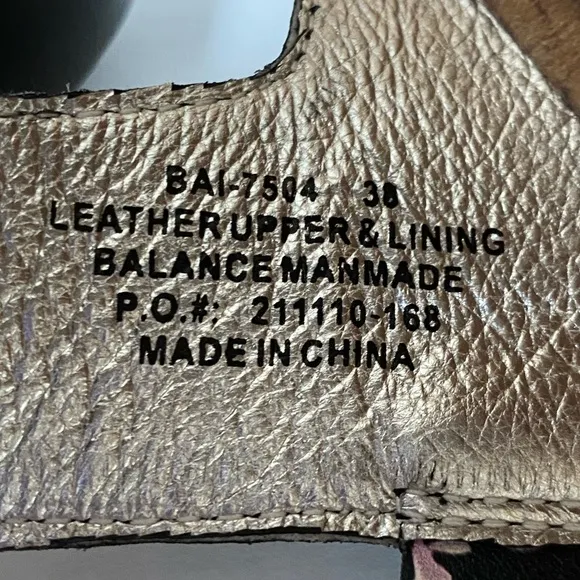 BAI-7504 38
LEATHER UPPER & LINING
BALANCE MANMADE
P.O.#: 211110-168
MADE IN CHINA